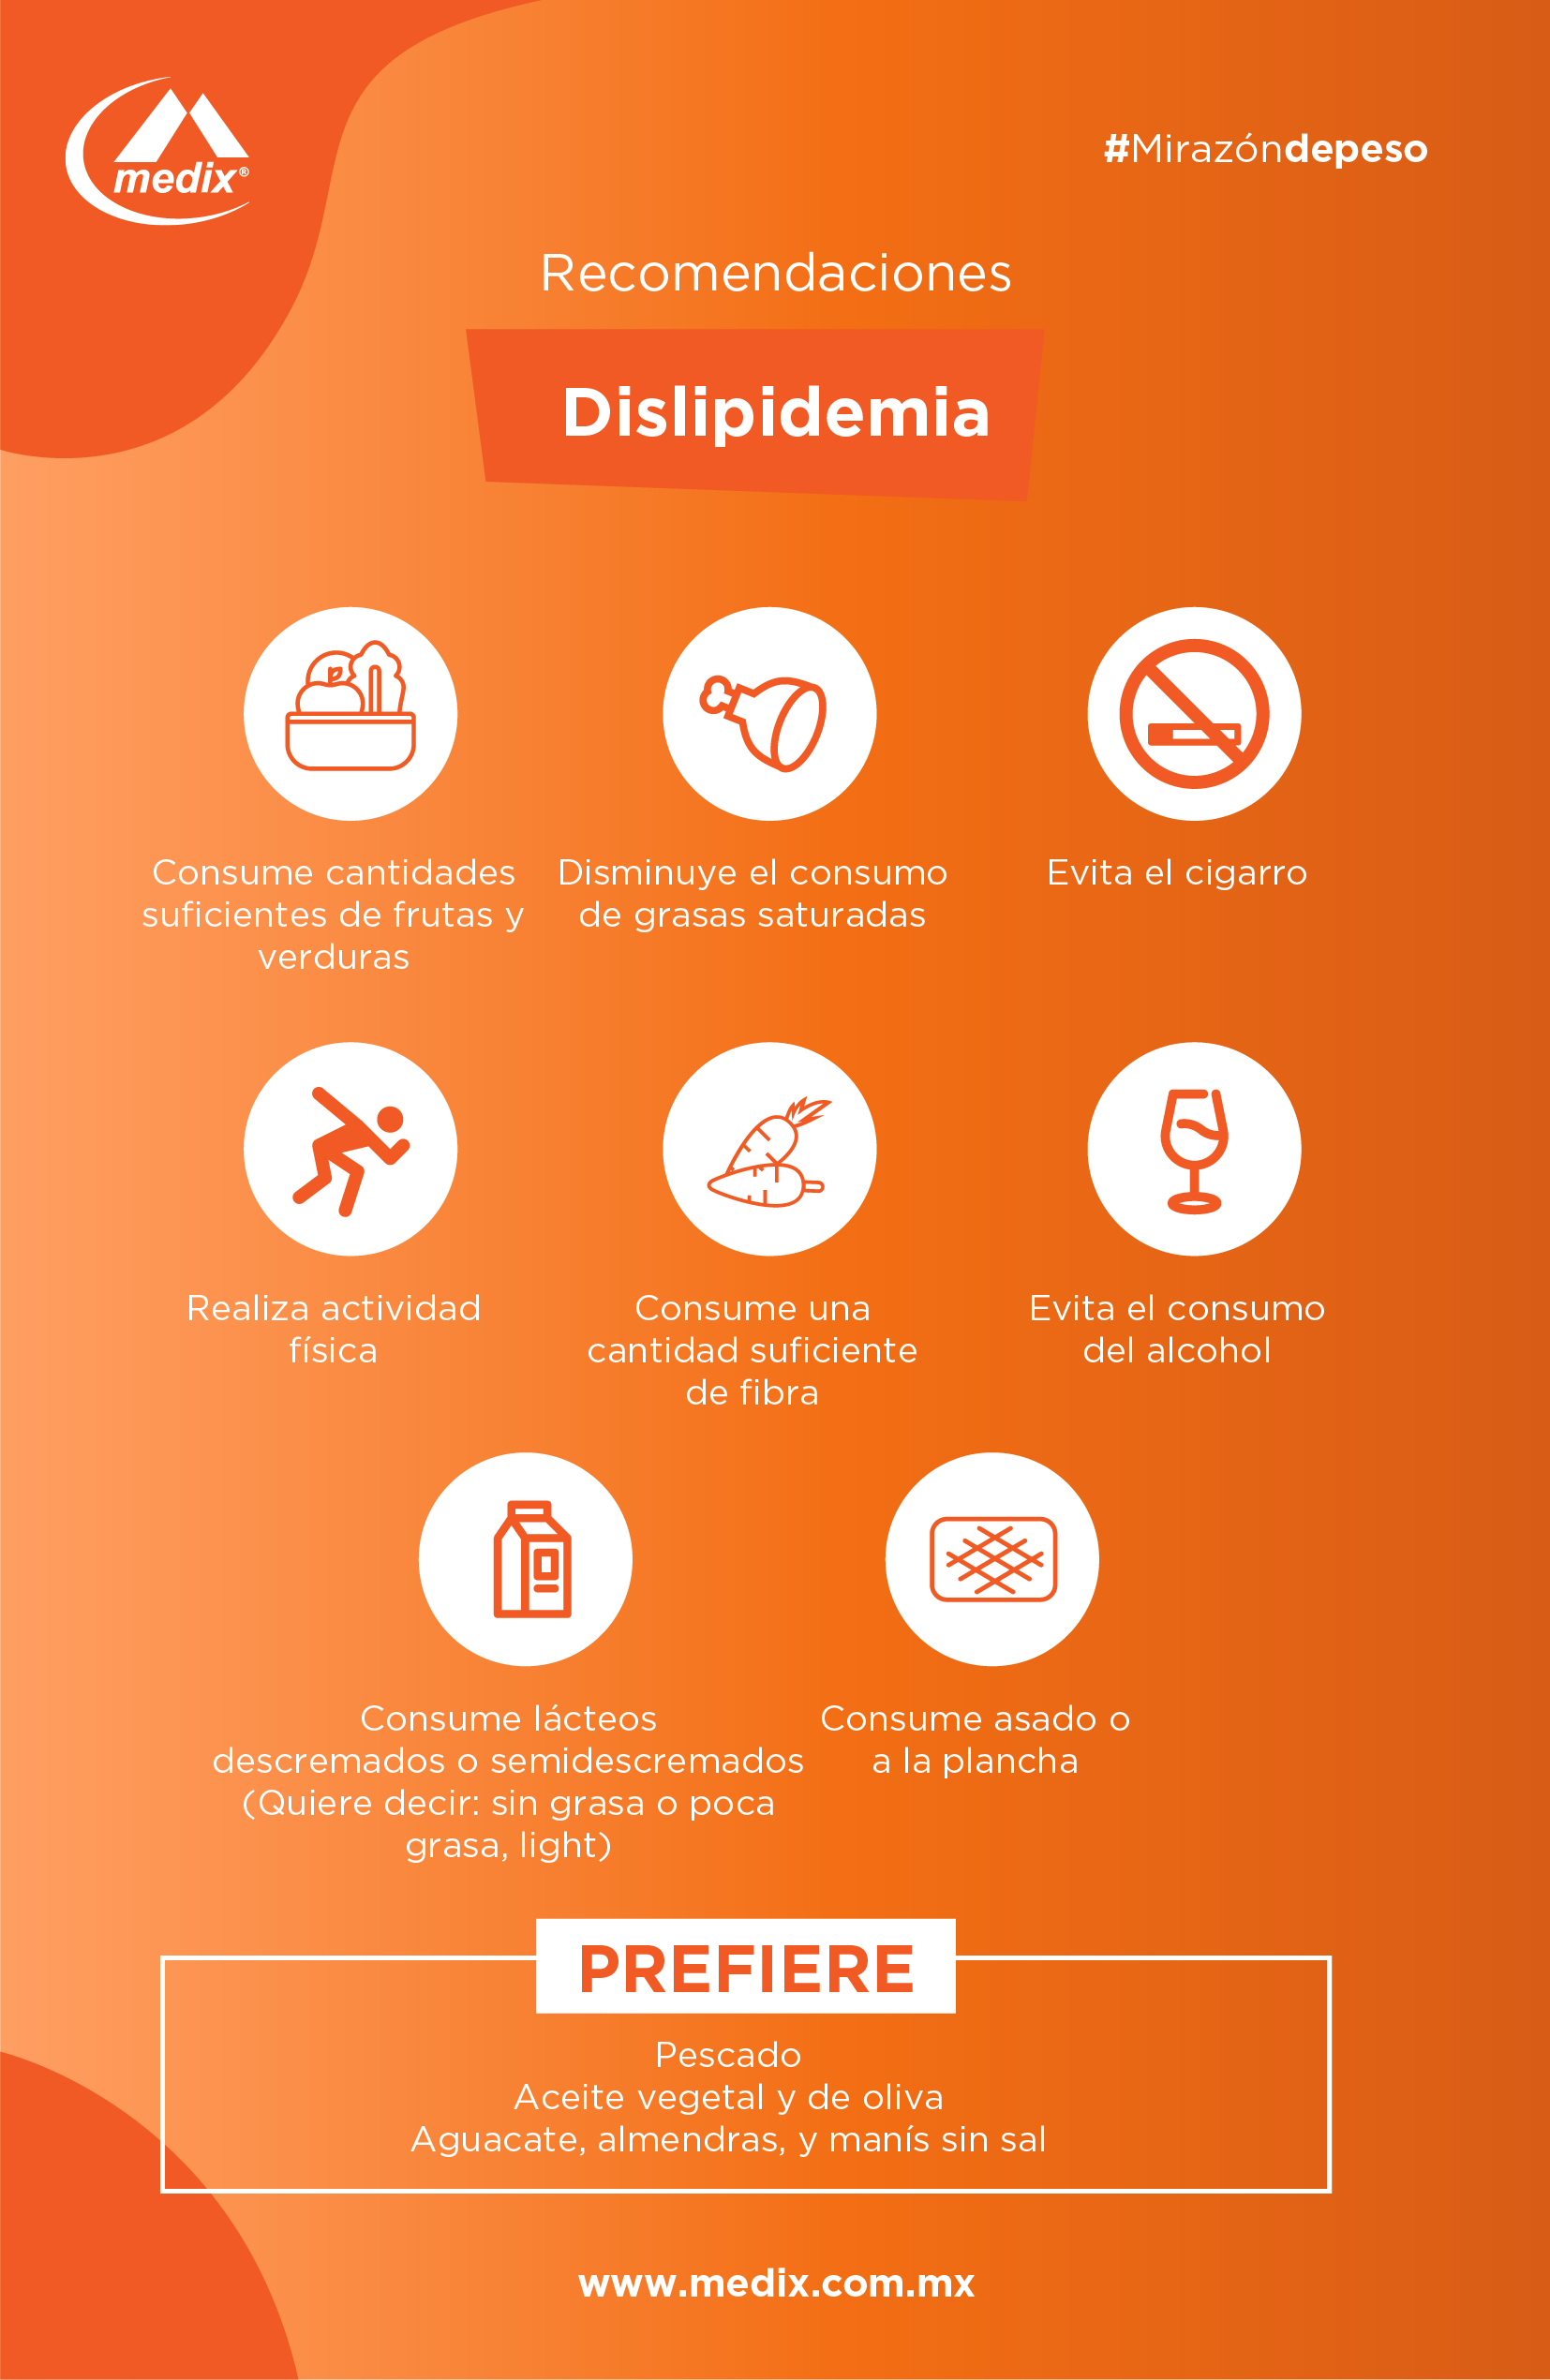 medix®
#Mirazóndepeso
Recomendaciones
Dislipidemia
Consume cantidades
suficientes de frutas y
verduras
Disminuye el consumo
de grasas saturadas
Evita el cigarro
Realiza actividad
física
Consume una
cantidad suficiente
de fibra
Evita el consumo
del alcohol
Consume lácteos
descremados o semidescremados
(Quiere decir: sin grasa o poca
grasa, light)
Consume asado o
a la plancha
PREFIERE
Pescado
Aceite vegetal y de oliva
Aguacate, almendras, y manís sin sal
www.medix.com.mx